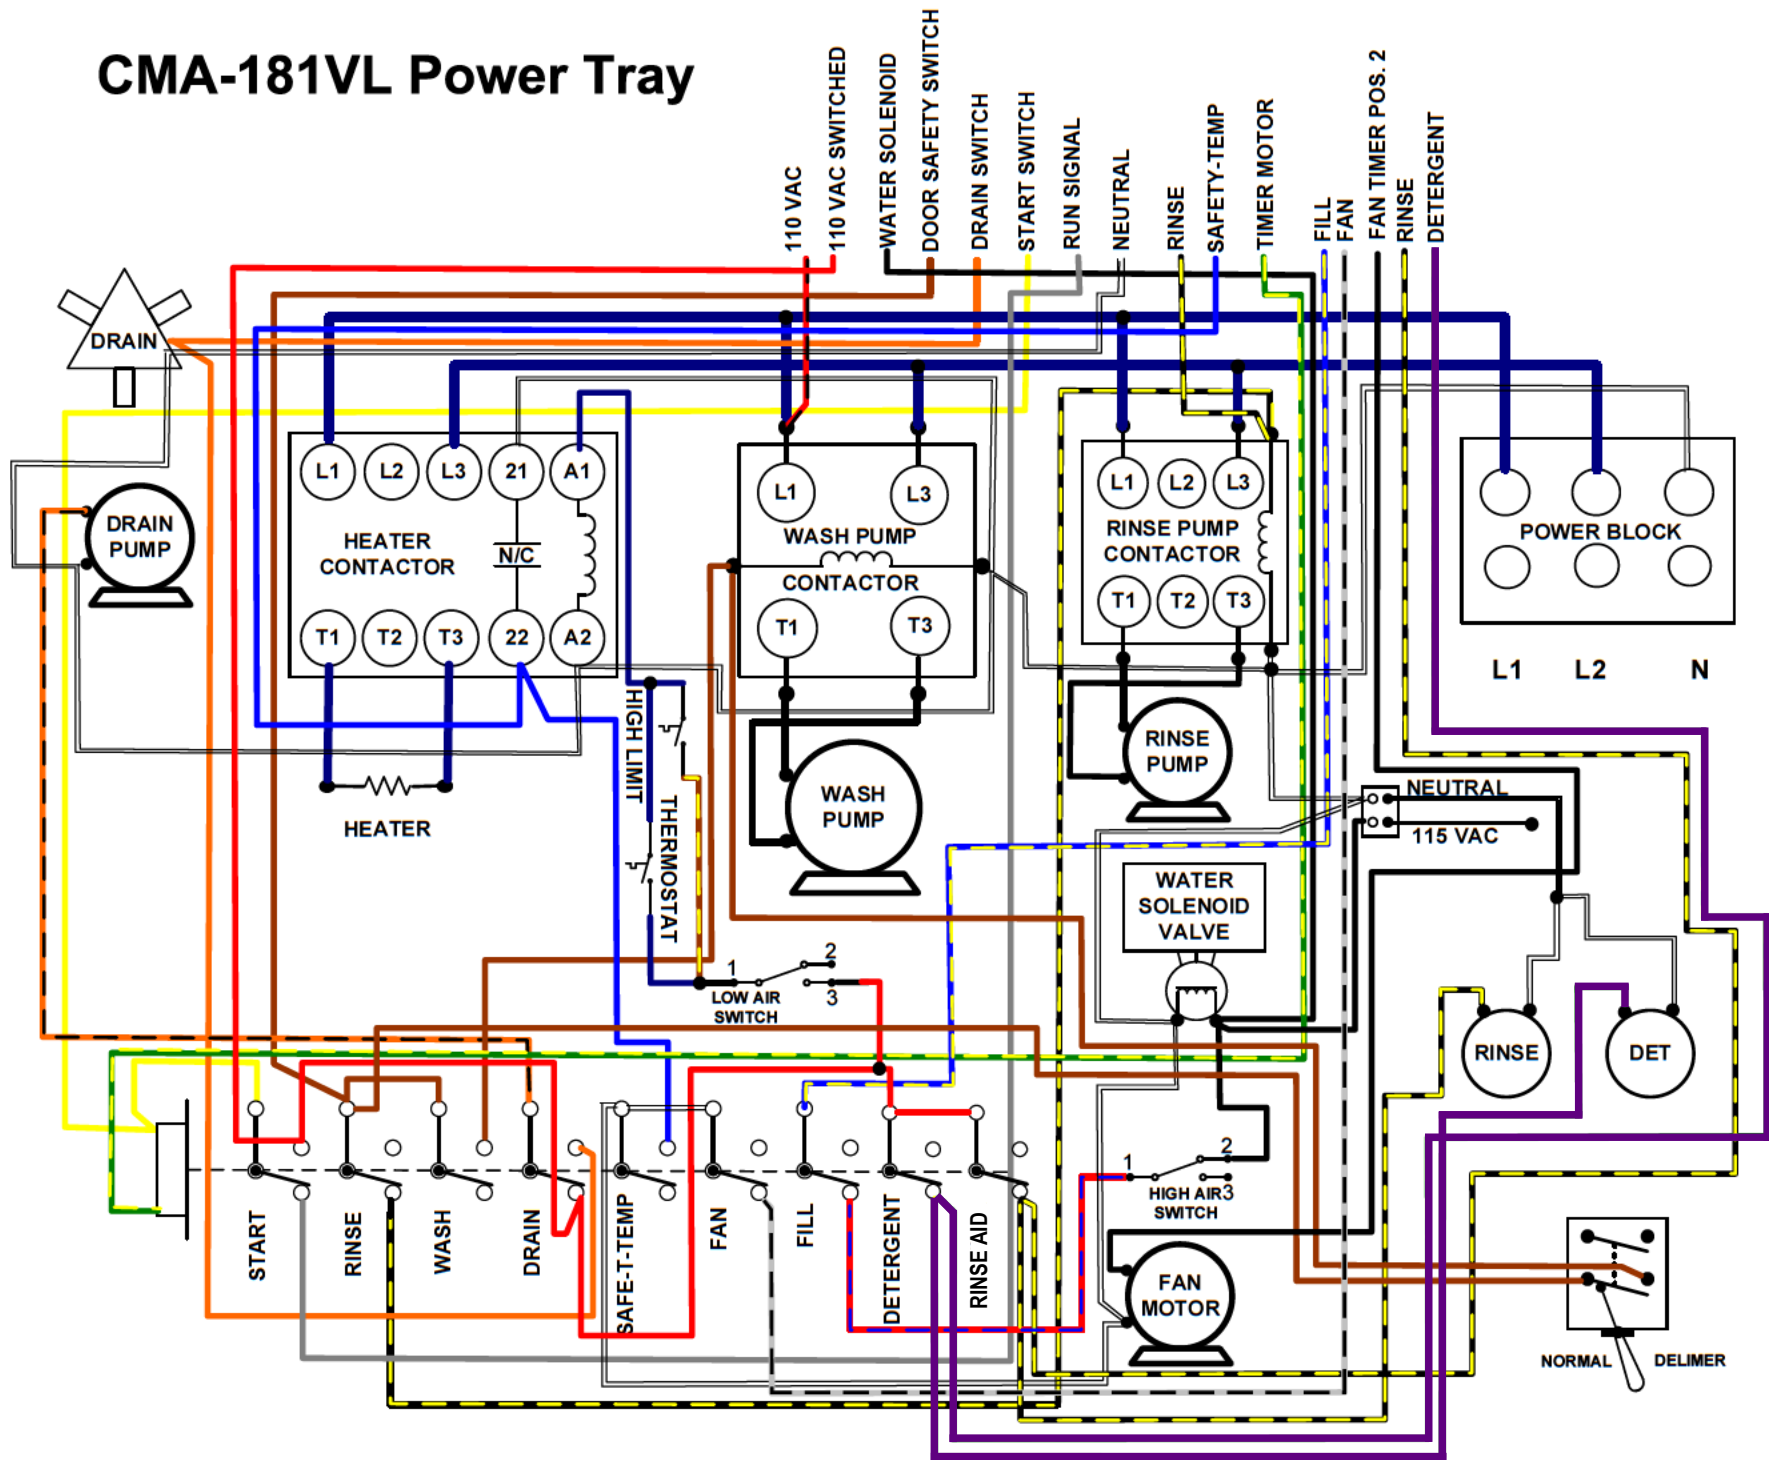 CMA-181VL Power Tray
110 VAC
110 VAC SWITCHED
WATER SOLENOID
DOOR SAFETY SWITCH
DRAIN SWITCH
START SWITCH
RUN SIGNAL
NEUTRAL
RINSE
SAFETY-TEMP
TIMER MOTOR
FILL
FAN
FAN TIMER POS. 2
RINSE
DETERGENT
DRAIN
DRAIN
PUMP
L1
L2
L3
21
A1
HEATER
CONTACTOR
N/C
T1
T2
T3
22
A2
HEATER
L1
L3
WASH PUMP
CONTACTOR
T1
T3
WASH
PUMP
L1
L2
L3
RINSE PUMP
CONTACTOR
T1
T2
T3
RINSE
PUMP
POWER BLOCK
L1
L2
N
HIGH LIMIT
THERMOSTAT
1
2
3
LOW AIR
SWITCH
NEUTRAL
115 VAC
WATER
SOLENOID
VALVE
RINSE
DET
1
2
3
HIGH AIR
SWITCH
START
RINSE
WASH
DRAIN
SAFE-T-TEMP
FAN
FILL
DETERGENT
RINSE AID
FAN
MOTOR
NORMAL
DELIMER